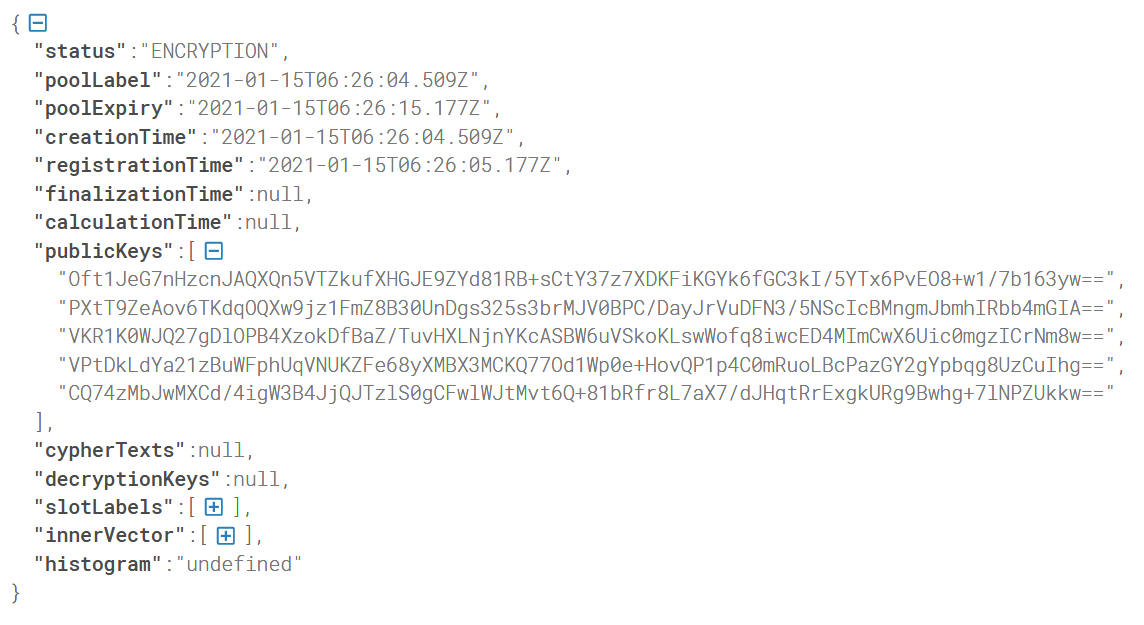 {
"status":"ENCRYPTION",
"poolLabel":"2021-01-15T06:26:04.509Z",
"poolExpiry":"2021-01-15T06:26:15.177Z",
"creationTime":"2021-01-15T06:26:04.509Z",
"registrationTime":"2021-01-15T06:26:05.177Z",
"finalizationTime":null,
"calculationTime":null,
"publicKeys":[
"Oft1JeG7nHzcnJAQXQn5VTZkufXHGJE9ZYd81RB+sCtY37z7XDKFiKGYk6fGC3kI/5YTx6PvEO8+w1/7b163yw==",
"PXtT9ZeAov6TKdqOQXw9jz1FmZ8B30UnDgs325s3brMJV0BPC/DayJrVuDFN3/5NScIcBMngmJbmhIRbb4mGIA==",
"VKR1K0WJQ27gDlOPB4XzokDfBaZ/TuvHXLNjnYKcASBW6uVSkoKLswWofq8iwcED4MImCwX6Uic0mgzICrNm8w==",
"VPtDkLdYa21zBuWFphUqVNUKZFe68yXMBX3MCKQ77Od1Wp0e+HovQP1p4C0mRuoLBcPazGY2gYpbqg8UzCuIhg==",
"CQ74zMbJwMXCd/4igW3B4JjQJTzlS0gCFwlWJtMvt6Q+81bRfr8L7aX7/dJHqtRrExgkURg9Bwhg+7lNPZUkkw=="
],
"cypherTexts":null,
"decryptionKeys":null,
"slotLabels":[ ],
"innerVector":[ ],
"histogram":"undefined"
}